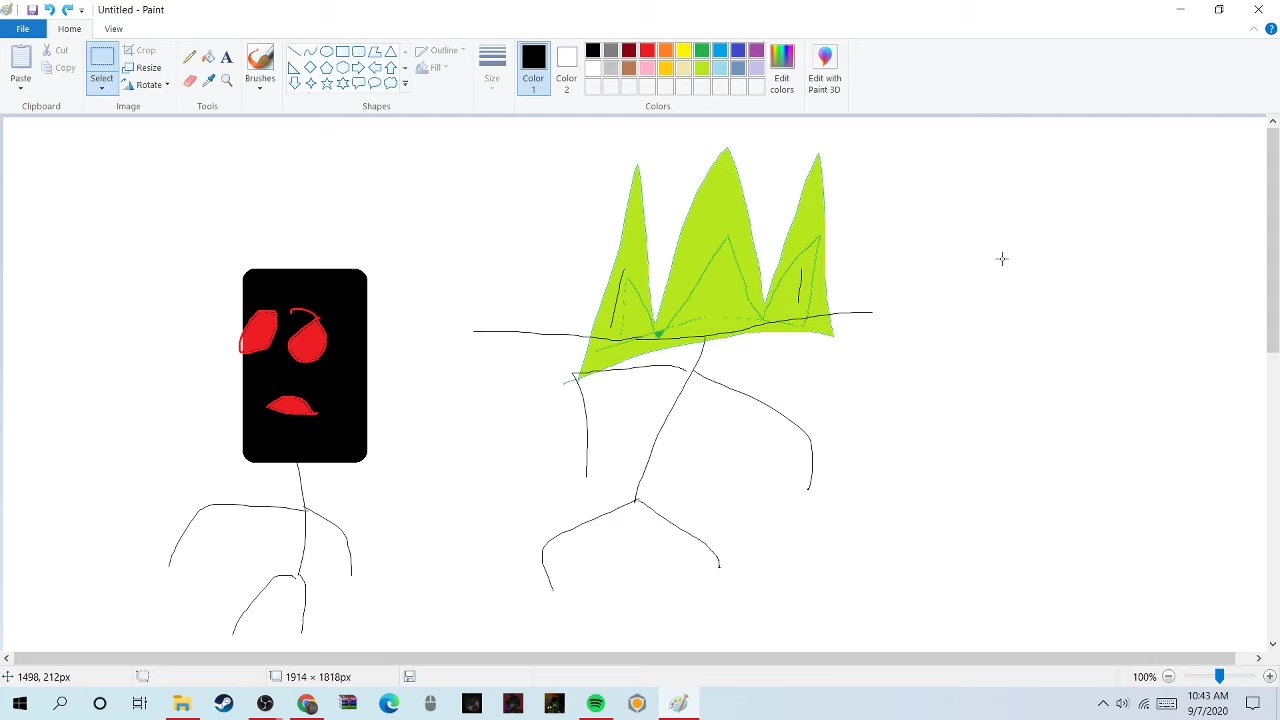 Untitled - Paint
File
Home
View
Paste
Cut
Copy
Clipboard
Select
Crop
Resize
Rotate
Image
A
Tools
Brushes
Outline
Fill
Shapes
Size
Color
1
Color
2
Edit
colors
Colors
Edit with
Paint 3D
1498, 212px
1914 × 1818px
100%
10:43 AM
9/7/2020